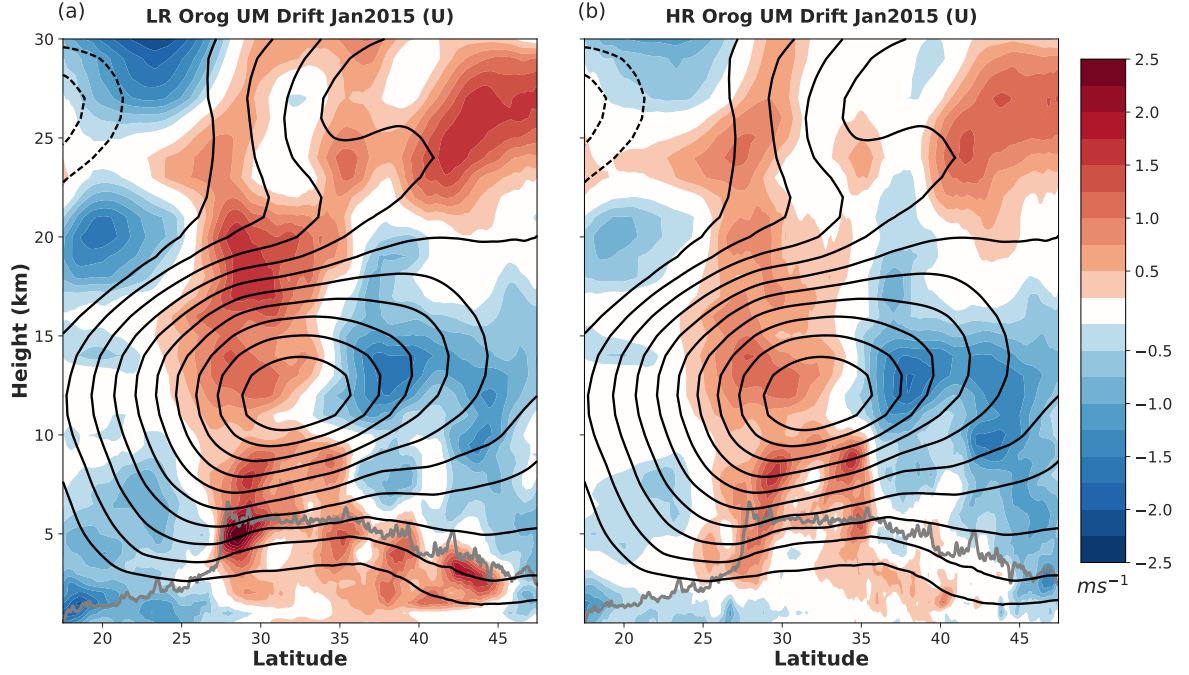 (a) LR Orog UM Drift Jan2015 (U)
(b) HR Orog UM Drift Jan2015 (U)
30
25
20
15
10
5
Height (km)
20 25 30 35 40 45
Latitude
20 25 30 35 40 45
Latitude
2.5
2.0
1.5
1.0
0.5
−0.5
−1.0
−1.5
−2.0
−2.5
ms⁻¹